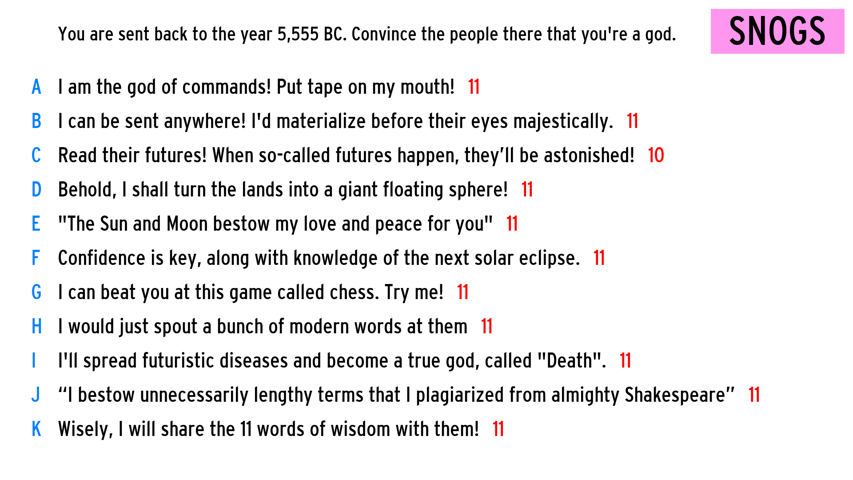 You are sent back to the year 5,555 BC. Convince the people there that you're a god.
SNOGS
A I am the god of commands! Put tape on my mouth! 11
B I can be sent anywhere! I'd materialize before their eyes majestically. 11
C Read their futures! When so-called futures happen, they’ll be astonished! 10
D Behold, I shall turn the lands into a giant floating sphere! 11
E "The Sun and Moon bestow my love and peace for you" 11
F Confidence is key, along with knowledge of the next solar eclipse. 11
G I can beat you at this game called chess. Try me! 11
H I would just spout a bunch of modern words at them 11
I I'll spread futuristic diseases and become a true god, called "Death". 11
J “I bestow unnecessarily lengthy terms that I plagiarized from almighty Shakespeare” 11
K Wisely, I will share the 11 words of wisdom with them! 11